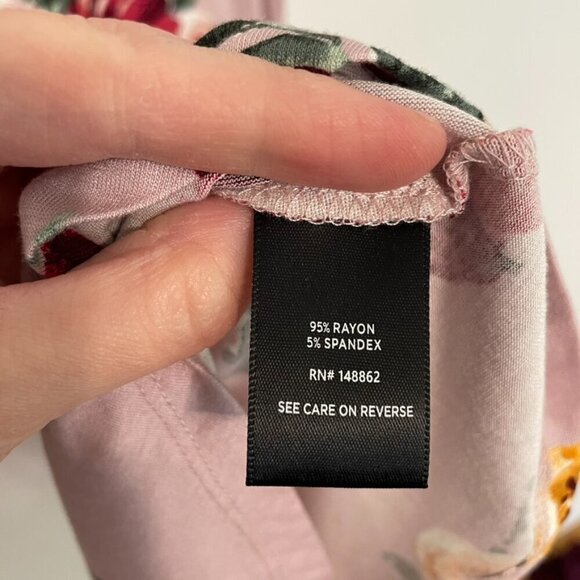 95% RAYON
5% SPANDEX
RN# 148862
SEE CARE ON REVERSE